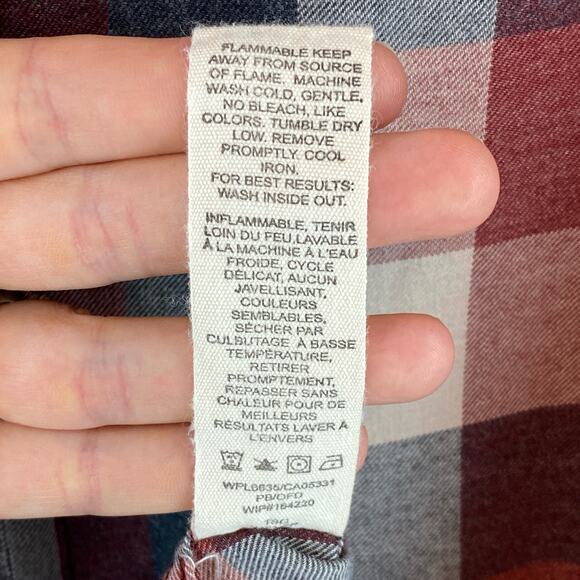 FLAMMABLE KEEP
AWAY FROM SOURCE
OF FLAME. MACHINE
WASH COLD, GENTLE,
NO BLEACH, LIKE
COLORS. TUMBLE DRY
LOW. REMOVE
PROMPTLY. COOL
IRON.
FOR BEST RESULTS:
WASH INSIDE OUT.
INFLAMMABLE, TENIR
LOIN DU FEU,LAVABLE
À LA MACHINE À L'EAU
FROIDE, CYCLE
DÉLICAT, AUCUN
JAVELLISANT,
COULEURS
SEMBLABLES,
SÉCHER PAR
CULBUTAGE À BASSE
TEMPÉRATURE,
RETIRER
PROMPTEMENT,
REPASSER SANS
CHALEUR POUR DE
MEILLEURS
RÉSULTATS LAVER À
L'ENVERS
WPL8635/CA05331
PB/OFD
WIP#164220